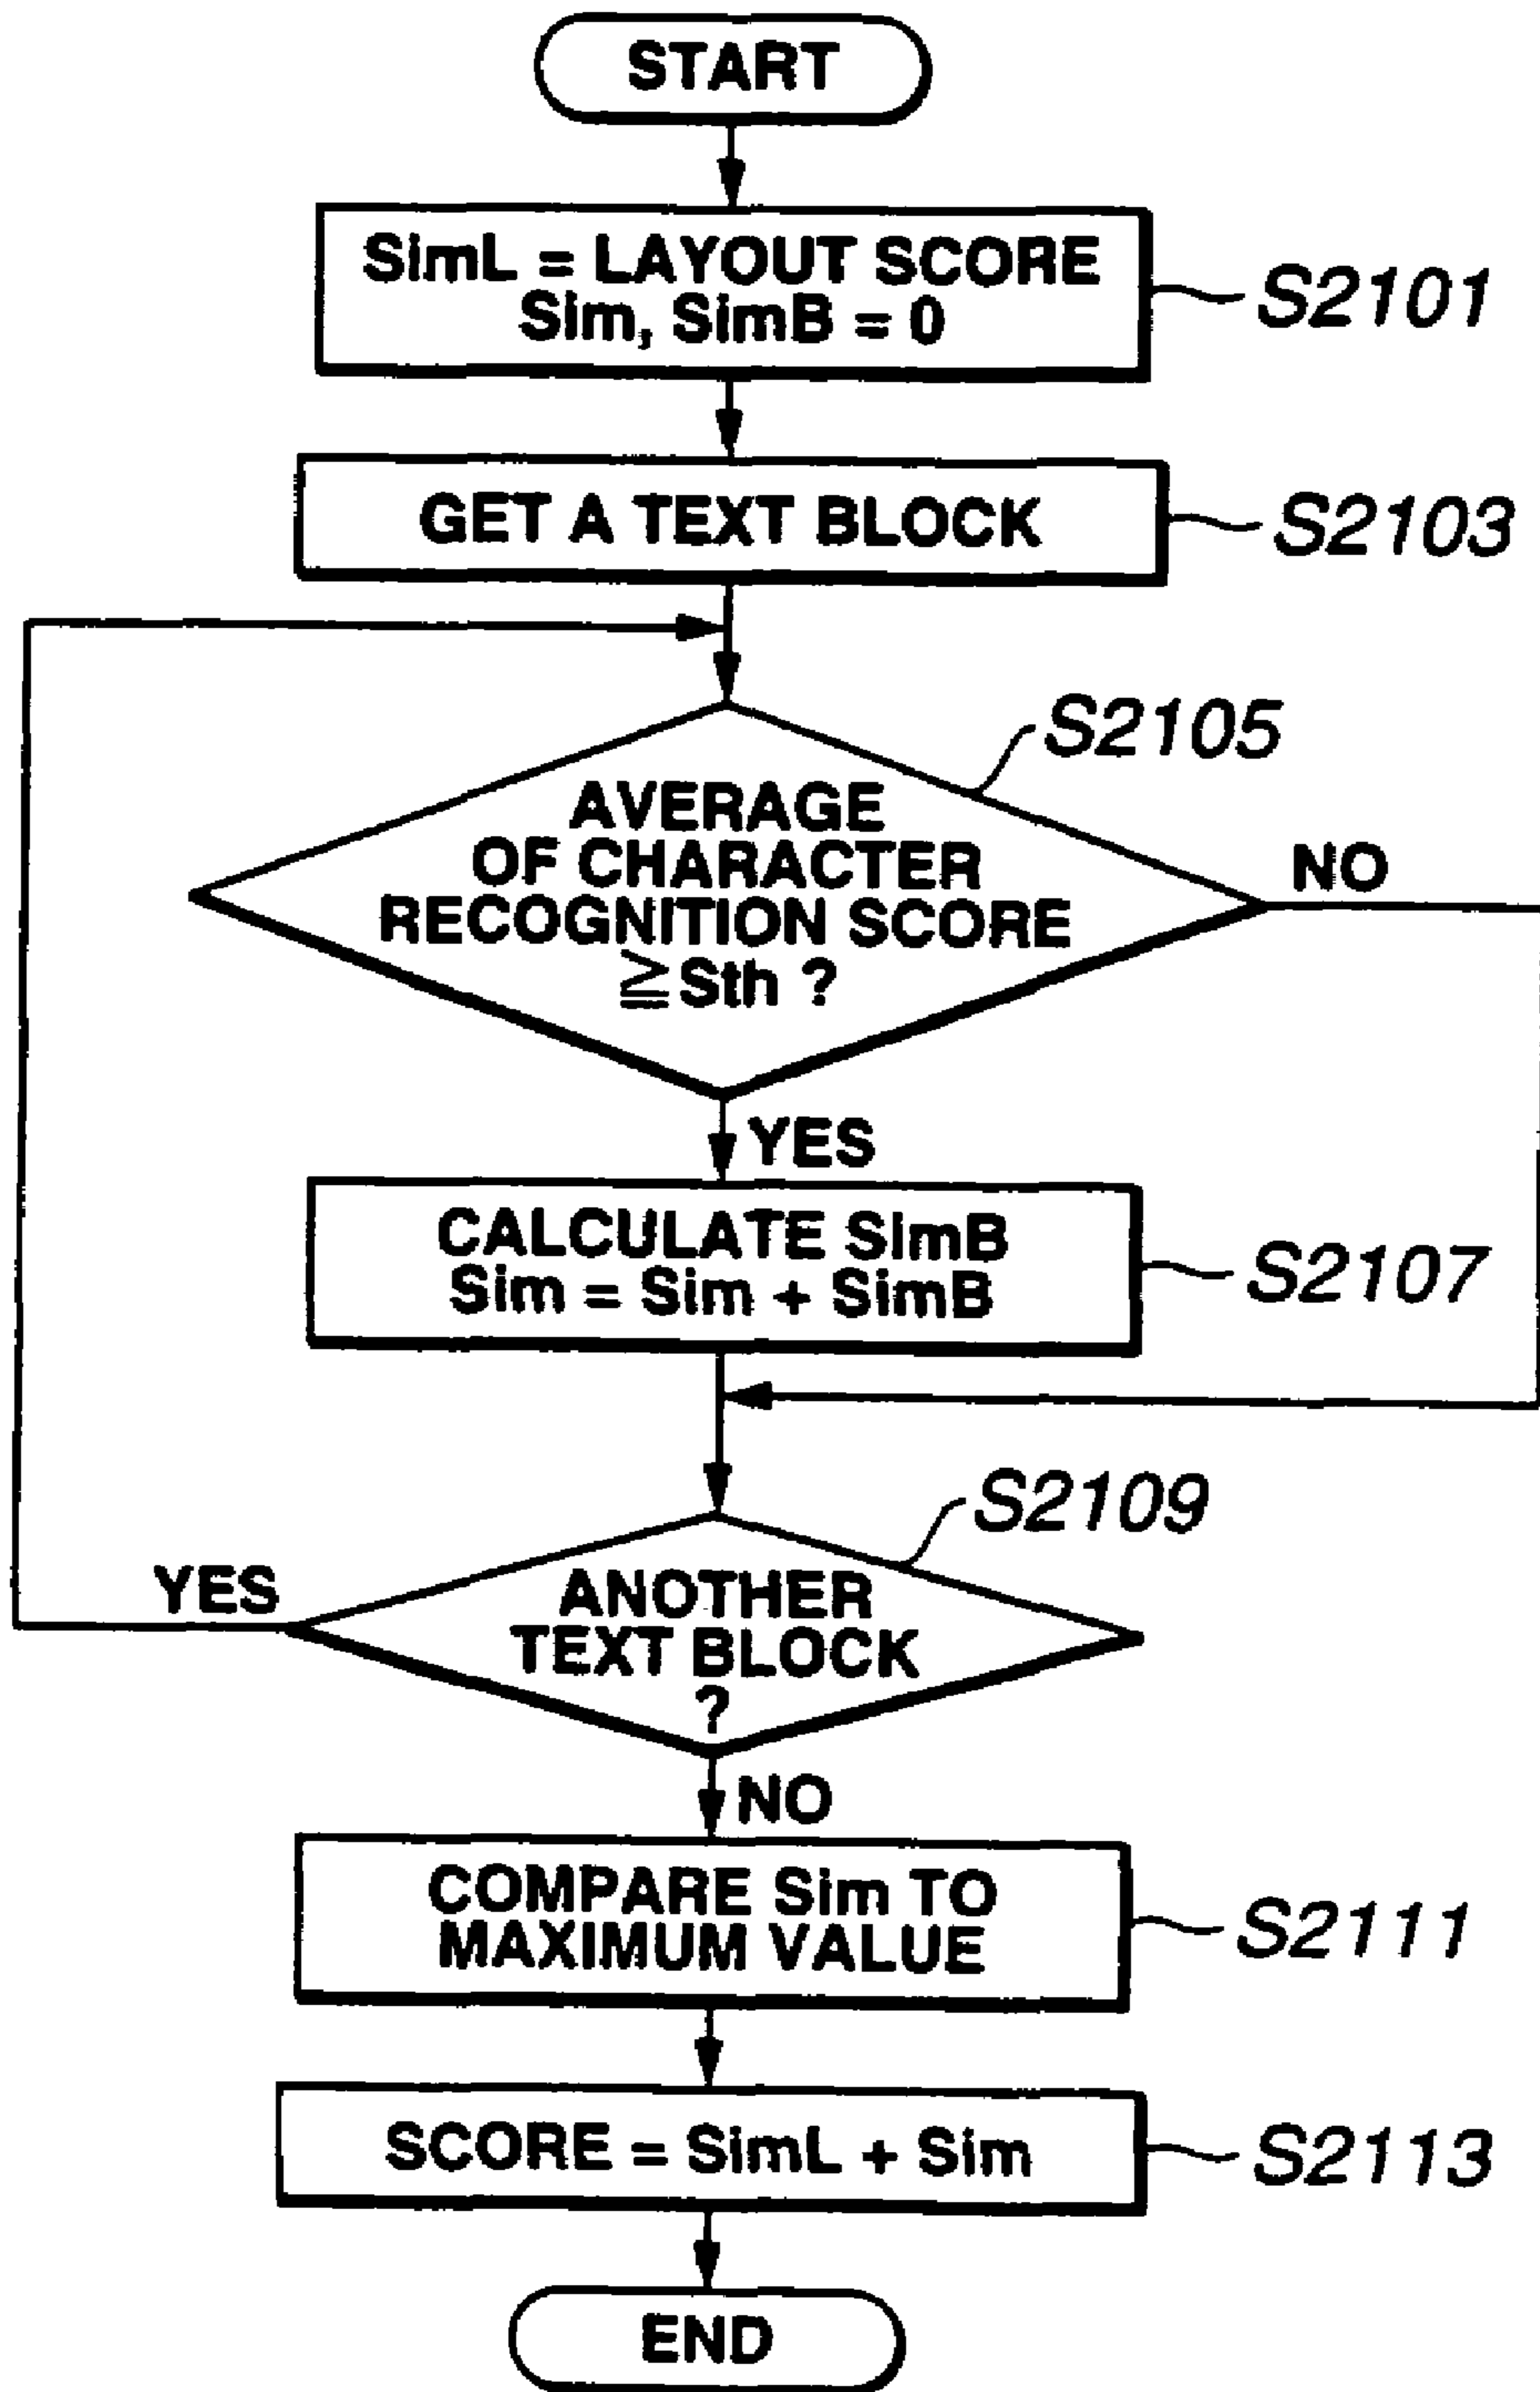 START
SimL = LAYOUT SCORE
Sim, SimB = 0
S2101
GET A TEXT BLOCK
S2103
S2105
AVERAGE
OF CHARACTER
RECOGNITION SCORE
≧Sth ?
NO
YES
CALCULATE SimB
Sim = Sim + SimB
S2107
S2109
YES
ANOTHER
TEXT BLOCK
?
NO
COMPARE Sim TO
MAXIMUM VALUE
S2111
SCORE = SimL + Sim
S2113
END